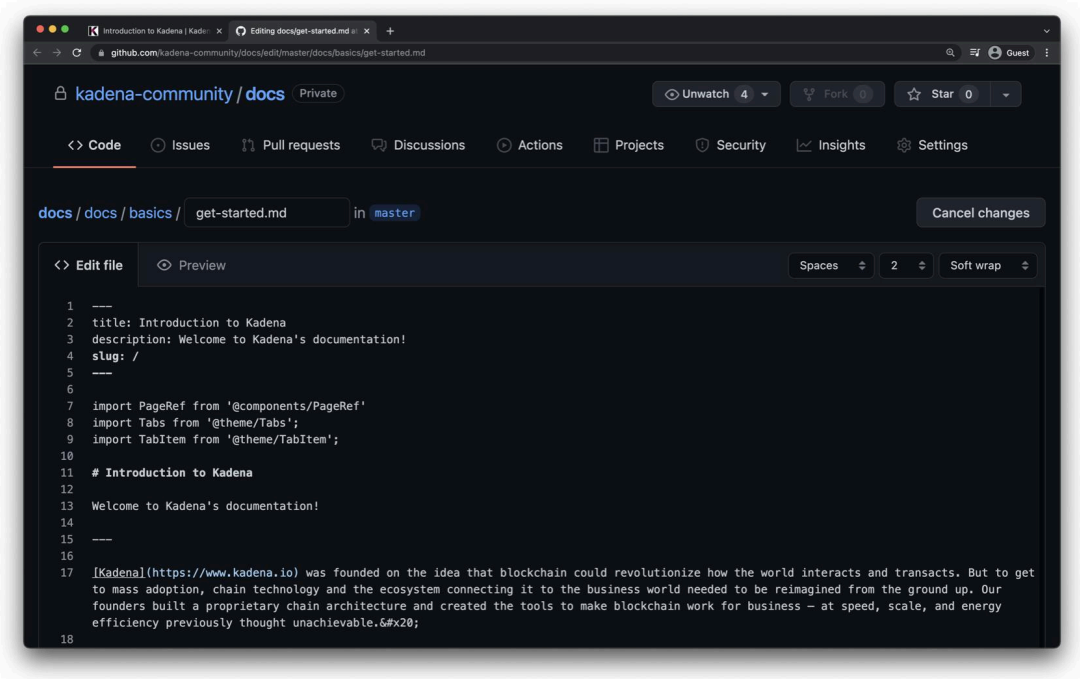 Introduction to Kadena | Kader
Editing docs/get-started.md at
github.com/kadena-community/docs/edit/master/docs/basics/get-started.md
Guest
kadena-community / docs Private
Unwatch 4 Fork 0 Star 0
Code Issues Pull requests Discussions Actions Projects Security Insights Settings
docs / docs / basics / get-started.md in master Cancel changes
Edit file Preview Spaces 2 Soft wrap
1 ---
2 title: Introduction to Kadena
3 description: Welcome to Kadena's documentation!
4 slug: /
5 ---
6
7 import PageRef from '@components/PageRef'
8 import Tabs from '@theme/Tabs';
9 import TabItem from '@theme/TabItem';
10
11 # Introduction to Kadena
12
13 Welcome to Kadena's documentation!
14
15 ---
16
17 [Kadena](https://www.kadena.io) was founded on the idea that blockchain could revolutionize how the world interacts and transacts. But to get
to mass adoption, chain technology and the ecosystem connecting it to the business world needed to be reimagined from the ground up. Our
founders built a proprietary chain architecture and created the tools to make blockchain work for business – at speed, scale, and energy
efficiency previously thought unachievable.&#x20;
18